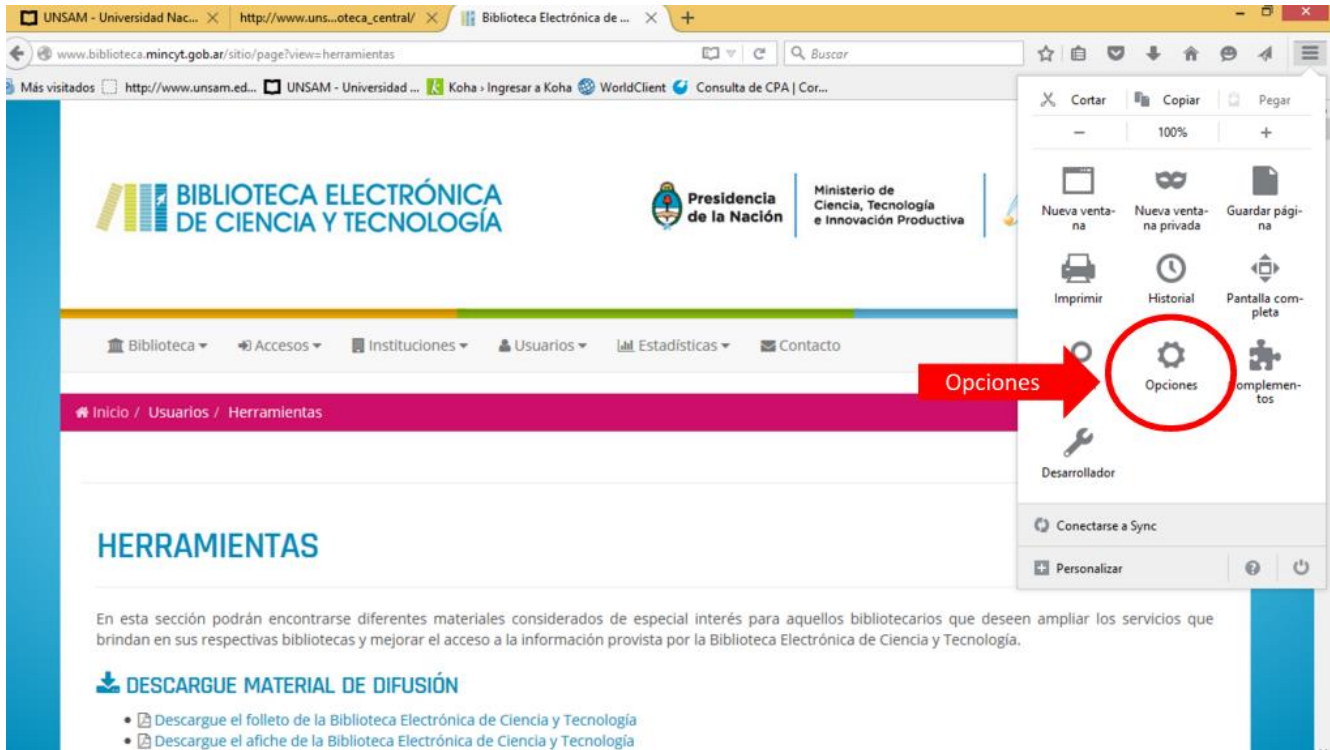 UNSAM - Universidad Nac...
http://www.uns...oteca_central/
Biblioteca Electrónica de ...
www.biblioteca.mincyt.gob.ar/sitio/page?view=herramientas
Buscar
Más visitados
http://www.unsam.ed...
UNSAM - Universidad ...
Koha › Ingresar a Koha
WorldClient
Consulta de CPA | Cor...
Cortar
Copiar
Pegar
100%
BIBLIOTECA ELECTRÓNICA
DE CIENCIA Y TECNOLOGÍA
Presidencia
de la Nación
Ministerio de
Ciencia, Tecnología
e Innovación Productiva
Nueva venta-
na
Nueva venta-
na privada
Guardar pági-
na
Imprimir
Historial
Pantalla com-
pleta
Biblioteca
Accesos
Instituciones
Usuarios
Estadísticas
Contacto
Opciones
Opciones
omplemen-
tos
Inicio / Usuarios / Herramientas
Desarrollador
Conectarse a Sync
Personalizar
HERRAMIENTAS
En esta sección podrán encontrarse diferentes materiales considerados de especial interés para aquellos bibliotecarios que deseen ampliar los servicios que
brindan en sus respectivas bibliotecas y mejorar el acceso a la información provista por la Biblioteca Electrónica de Ciencia y Tecnología.
DESCARGUE MATERIAL DE DIFUSIÓN
• Descargue el folleto de la Biblioteca Electrónica de Ciencia y Tecnología
• Descargue el afiche de la Biblioteca Electrónica de Ciencia y Tecnología